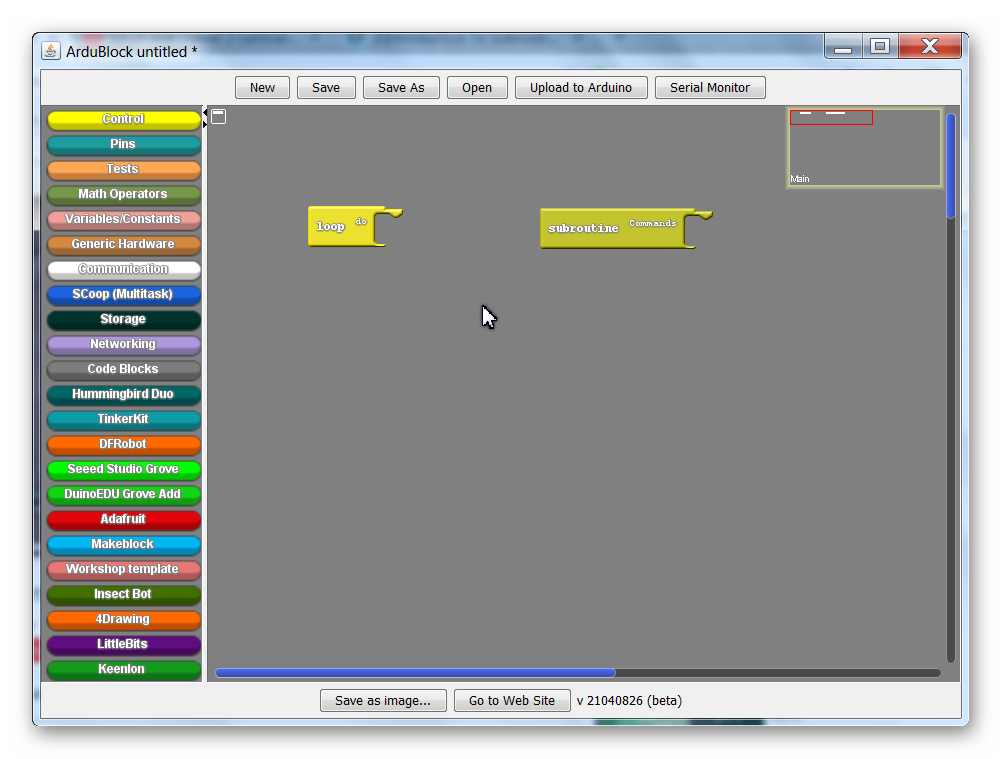 ArduBlock untitled *
New Save Save As Open Upload to Arduino Serial Monitor
Control
Pins
Tests
Math Operators
Variables/Constants
Generic Hardware
Communication
SCoop (Multitask)
Storage
Networking
Code Blocks
Hummingbird Duo
TinkerKit
DFRobot
Seeed Studio Grove
DuinoEDU Grove Add
Adafruit
Makeblock
Workshop template
Insect Bot
4Drawing
LittleBits
Keenlon
loop do
subroutine Commands
Main
Save as image... Go to Web Site v 21040826 (beta)